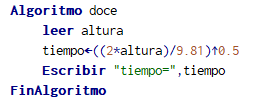 Algoritmo doce
leer altura
tiempo←((2*altura)/9.81)↑0.5
Escribir "tiempo=",tiempo
FinAlgoritmo